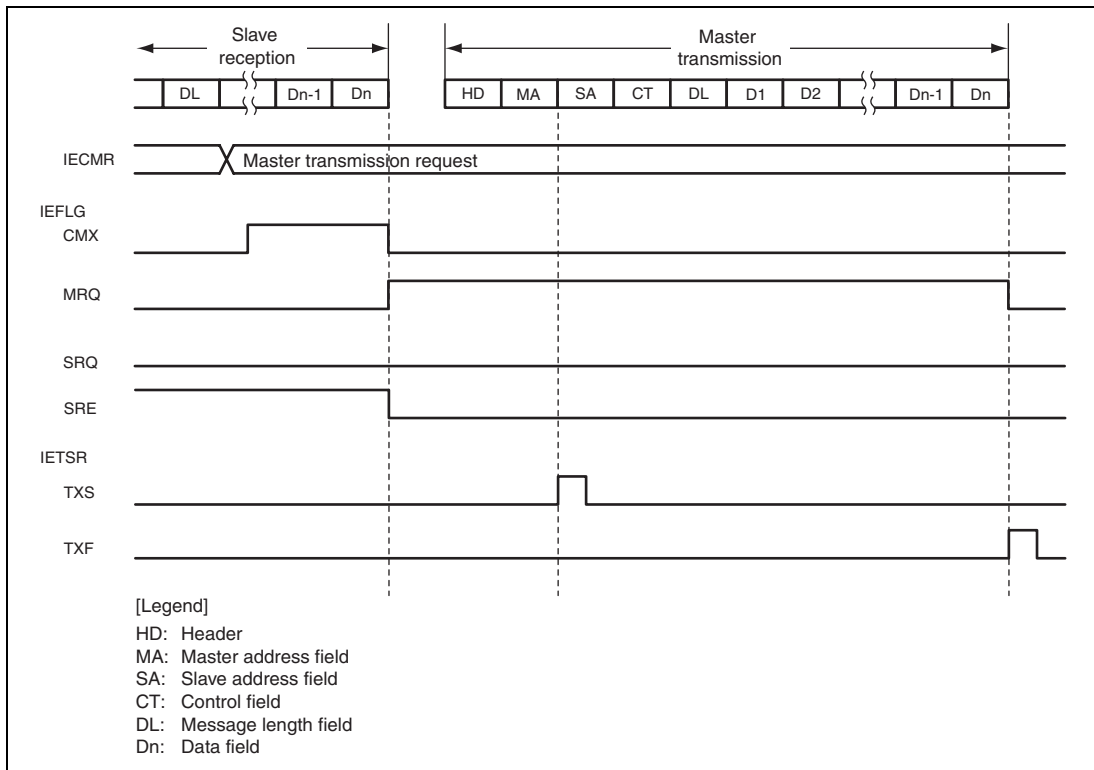 Slave
reception
Master
transmission
DL Dn-1 Dn HD MA SA CT DL D1 D2 Dn-1 Dn
IECMR Master transmission request
IEFLG
CMX
MRQ
SRQ
SRE
IETSR
TXS
TXF
[Legend]
HD: Header
MA: Master address field
SA: Slave address field
CT: Control field
DL: Message length field
Dn: Data field